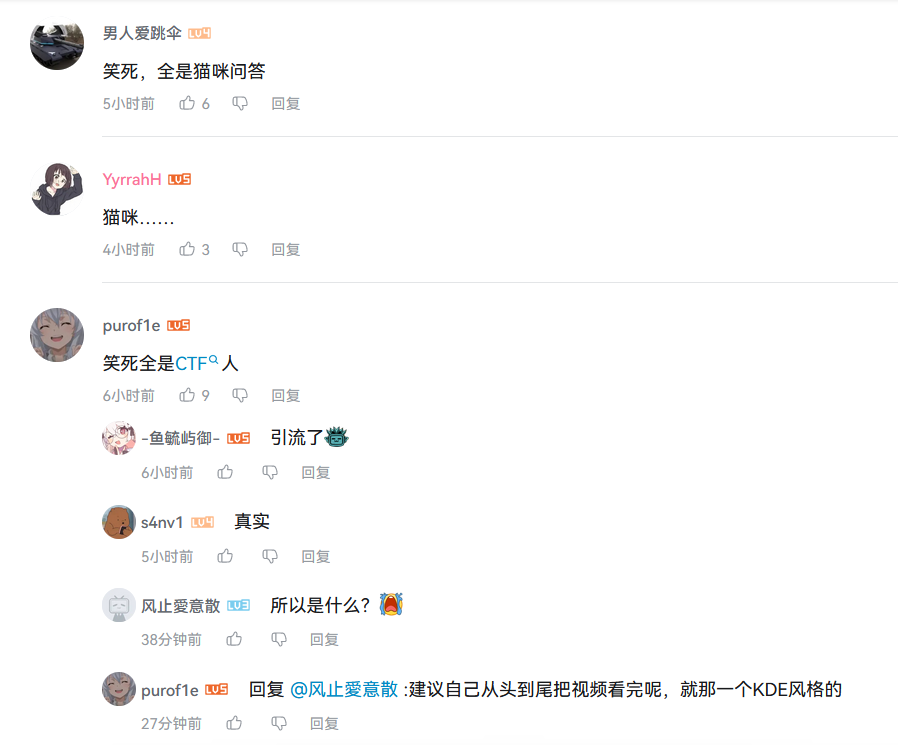 男人爱跳伞 LV4
笑死，全是猫咪问答
5小时前 6 回复
YyrrahH LV5
猫咪……
4小时前 3 回复
purof1e LV5
笑死全是CTF人
6小时前 9 回复
-鱼毓屿御- LV5 引流了
6小时前 回复
s4nv1 LV4 真实
5小时前 回复
风止愛意散 LV3 所以是什么？
38分钟前 回复
purof1e LV5 回复 @风止愛意散 :建议自己从头到尾把视频看完呢，就那一个KDE风格的
27分钟前 回复